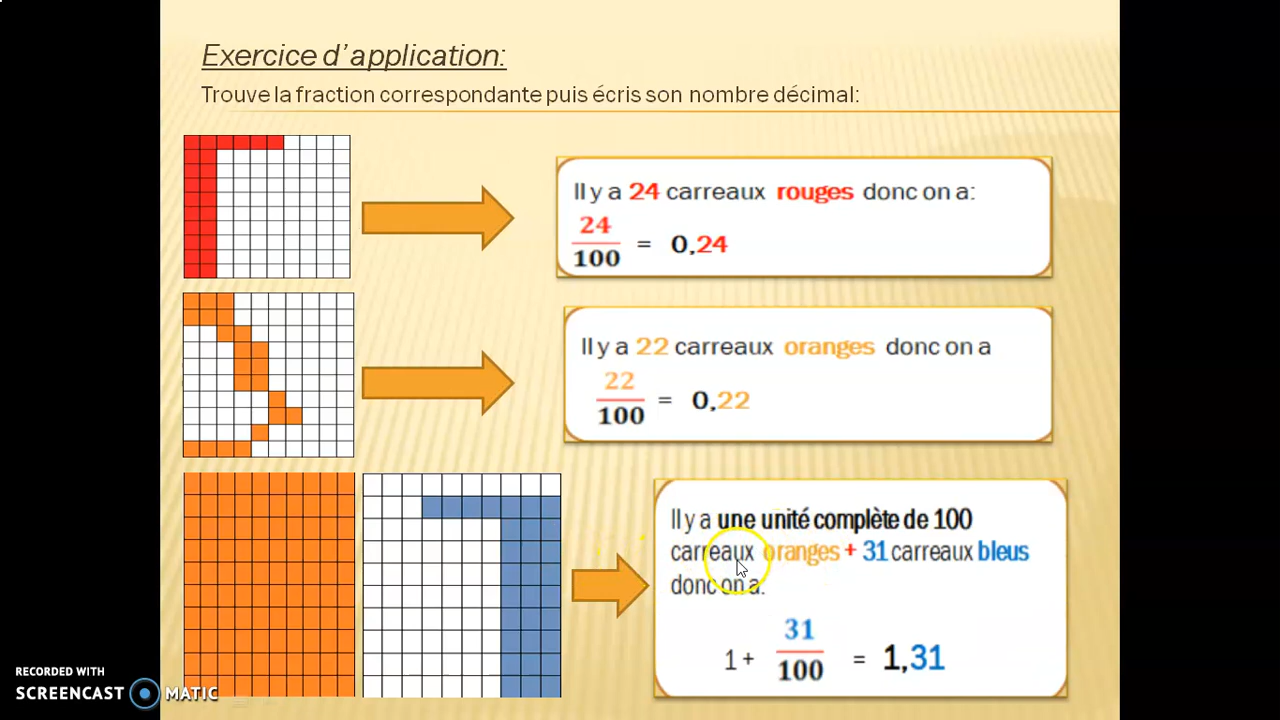 Exercice d'application:
Trouve la fraction correspondante puis écris son nombre décimal:
Il y a 24 carreaux rouges donc on a:
24
100 = 0,24
Il y a 22 carreaux oranges donc on a
22
100 = 0,22
Il y a une unité complète de 100
carreaux oranges + 31 carreaux bleus
donc on a:
31
1 + 100 = 1,31
RECORDED WITH
SCREENCAST MATIC